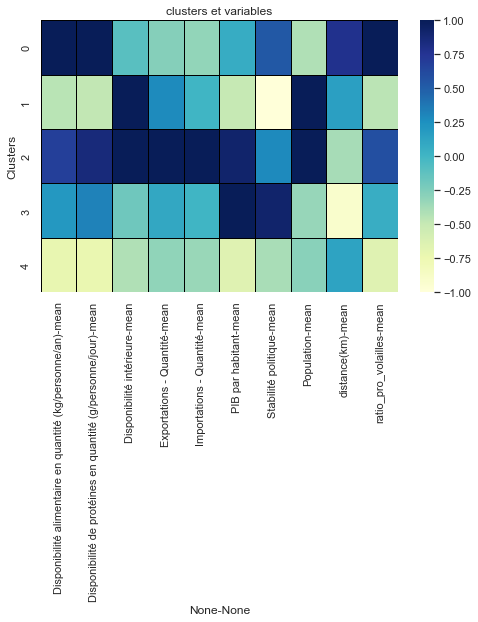 clusters et variables
Clusters
0
1
2
3
4
1.00
0.75
0.50
0.25
0.00
−0.25
−0.50
−0.75
−1.00
Disponibilité alimentaire en quantité (kg/personne/an)-mean
Disponibilité de protéines en quantité (g/personne/jour)-mean
Disponibilité intérieure-mean
Exportations - Quantité-mean
Importations - Quantité-mean
PIB par habitant-mean
Stabilité politique-mean
Population-mean
distance(km)-mean
ratio_pro_volailles-mean
None-None